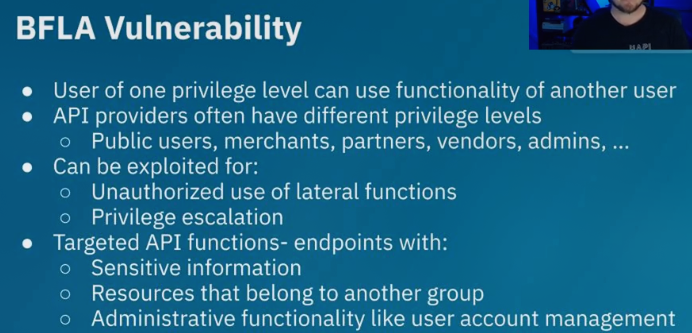 BFLA Vulnerability
● User of one privilege level can use functionality of another user
● API providers often have different privilege levels
○ Public users, merchants, partners, vendors, admins, ...
● Can be exploited for:
○ Unauthorized use of lateral functions
○ Privilege escalation
● Targeted API functions- endpoints with:
○ Sensitive information
○ Resources that belong to another group
○ Administrative functionality like user account management